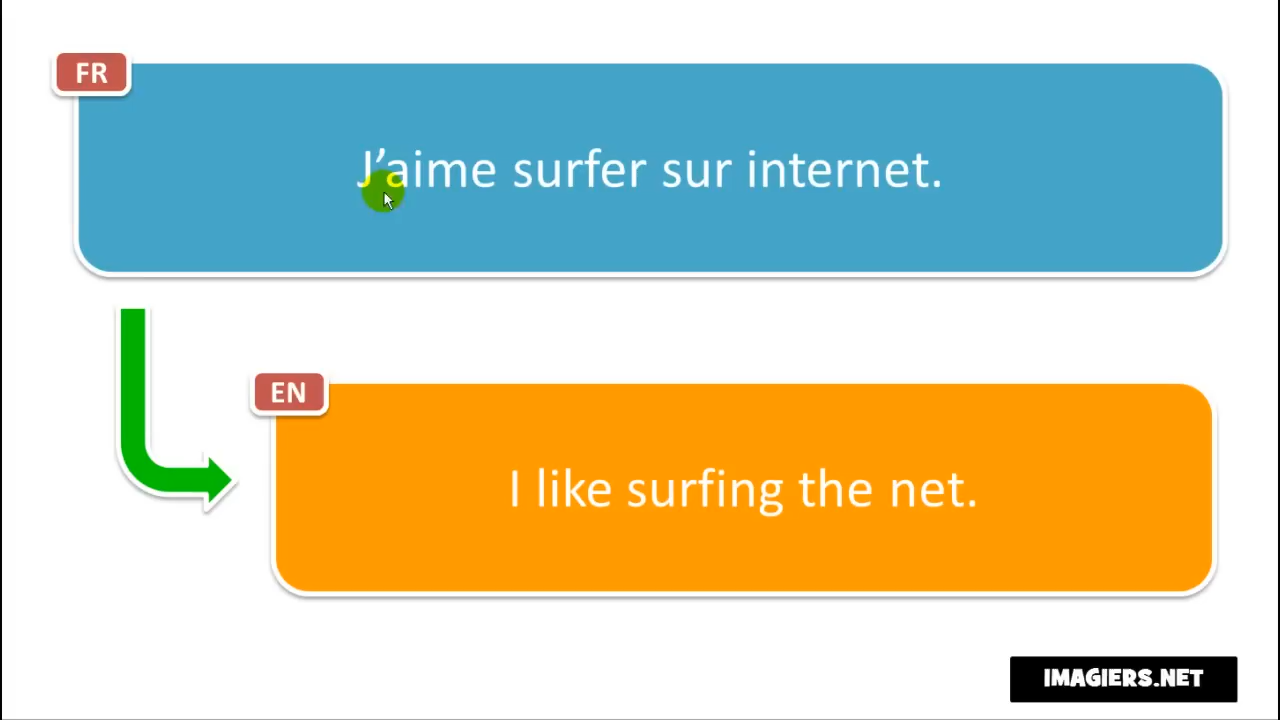 FR
J’aime surfer sur internet.
EN
I like surfing the net.
IMAGIERS.NET